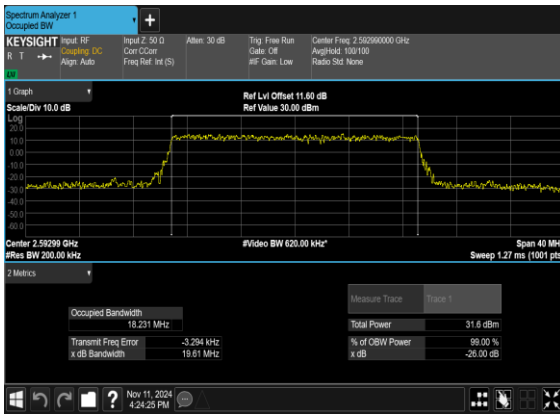 Spectrum Analyzer 1
Occupied BW
KEYSIGHT Input: RF Input Z: 50 Ω Atten: 30 dB Trig: Free Run Center Freq: 2.592990000 GHz
R T Coupling: DC Corr CCorr Gate: Off Avg|Hold: 100/100
Align: Auto Freq Ref: Int (S) #IF Gain: Low Radio Std: None
1 Graph
Ref Lvl Offset 11.60 dB
Scale/Div 10.0 dB Ref Value 30.00 dBm
Log
20.0
10.0
0.00
-10.0
-20.0
-30.0
-40.0
-50.0
-60.0
Center 2.59299 GHz #Video BW 620.00 kHz* Span 40 MH
#Res BW 200.00 kHz Sweep 1.27 ms (1001 pts
2 Metrics
Measure Trace Trace 1
Occupied Bandwidth
18.231 MHz Total Power 31.6 dBm
Transmit Freq Error -3.294 kHz % of OBW Power 99.00 %
x dB Bandwidth 19.61 MHz x dB -26.00 dB
Nov 11, 2024
4:24:25 PM